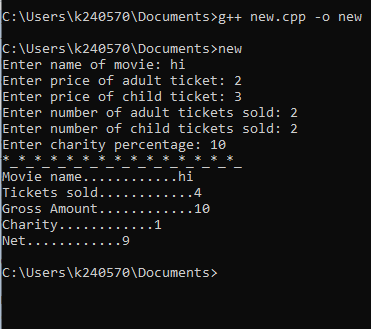 C:\Users\k240570\Documents>g++ new.cpp -o new
C:\Users\k240570\Documents>new
Enter name of movie: hi
Enter price of adult ticket: 2
Enter price of child ticket: 3
Enter number of adult tickets sold: 2
Enter number of child tickets sold: 2
Enter charity percentage: 10
*_*_*_*_*_*_*_*_*_*_*_*_*_*_*_
Movie name............hi
Tickets sold............4
Gross Amount............10
Charity............1
Net............9
C:\Users\k240570\Documents>